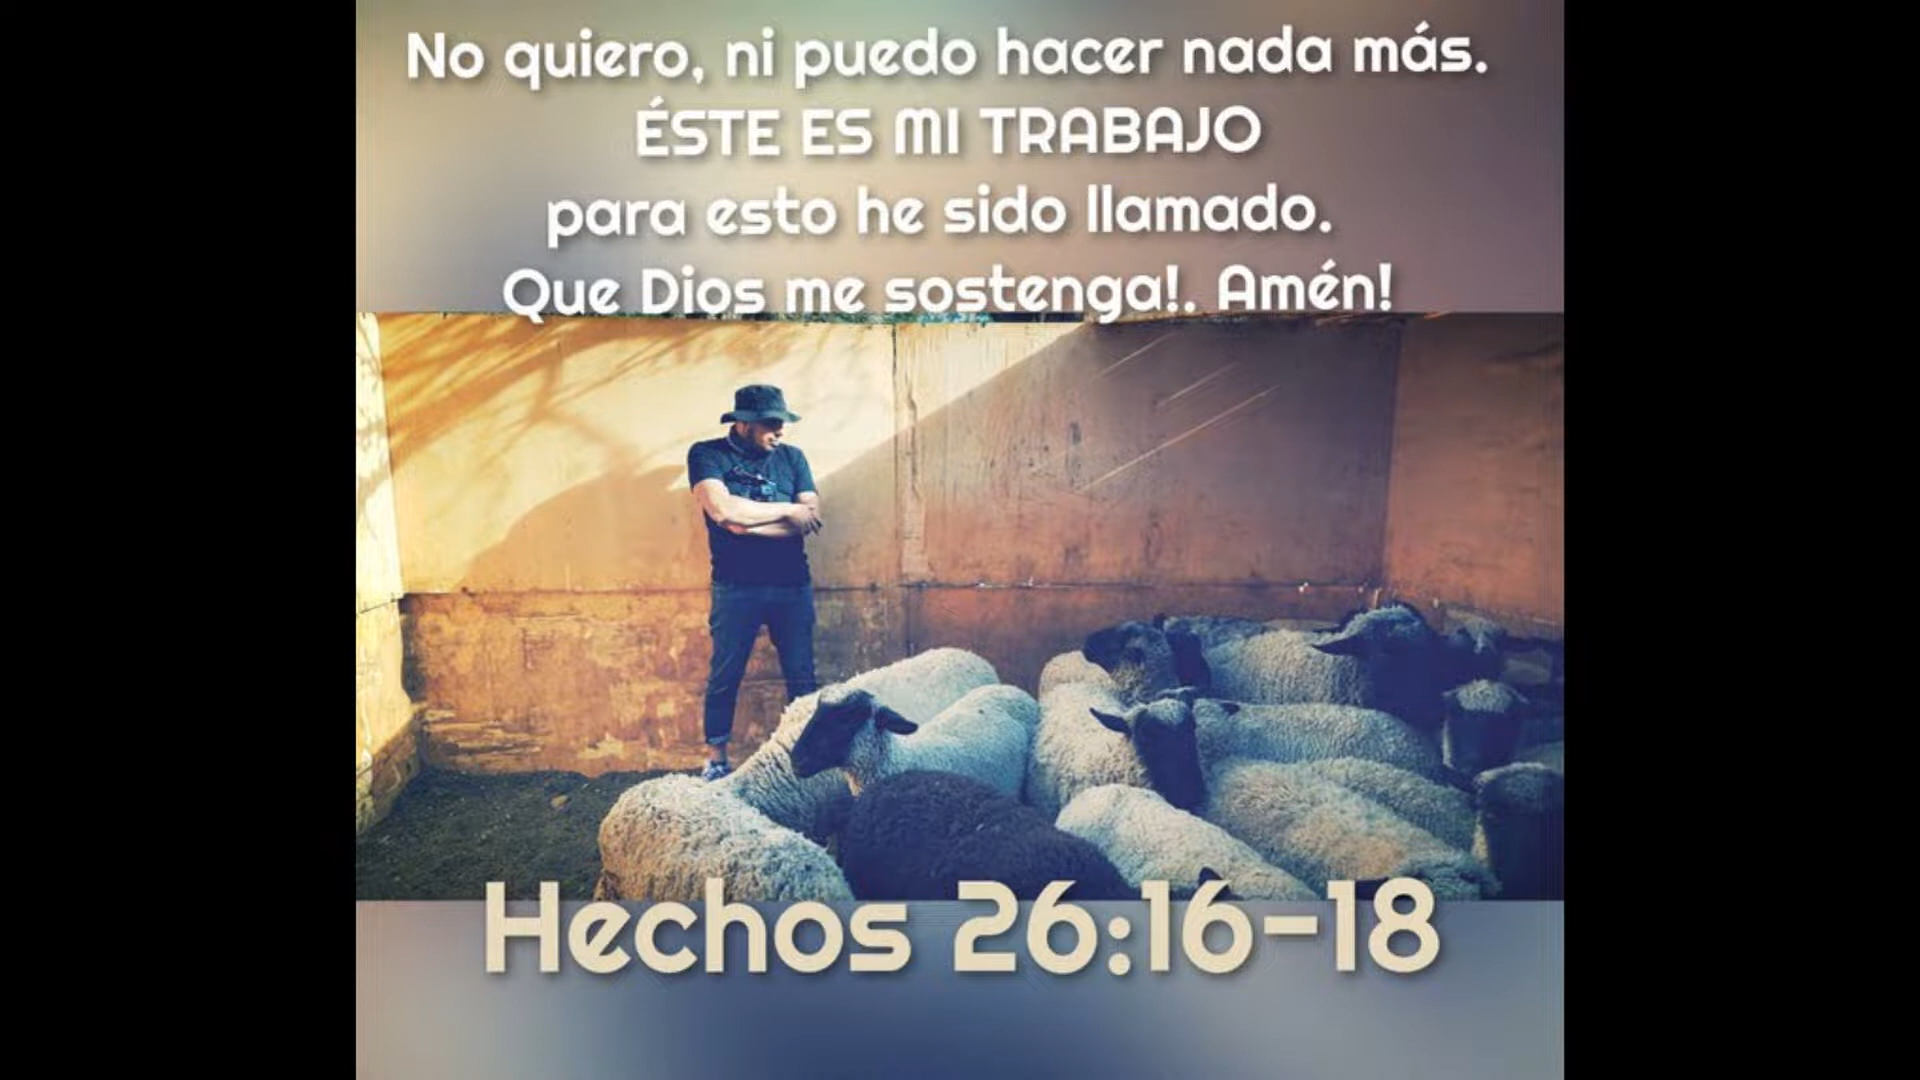 No quiero, ni puedo hacer nada más.
ÉSTE ES MI TRABAJO
para esto he sido llamado.
Que Dios me sostenga!. Amén!
Hechos 26:16-18